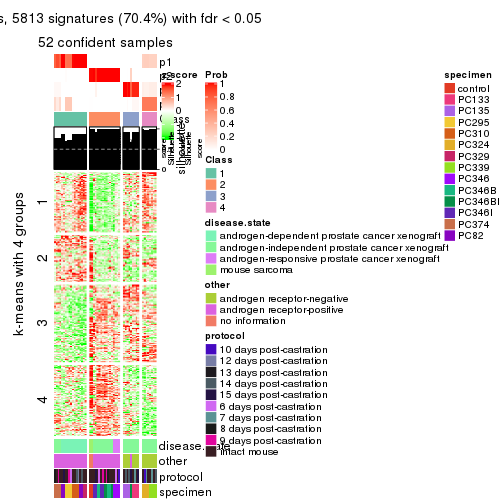 s, 5813 signatures (70.4%) with fdr < 0.05
52 confident samples
p1
Prob
1
0.8
0.6
0.4
0.2
0
2
1
0
Class
1
2
3
4
k-means with 4 groups
1
2
3
4
disease.state
androgen-dependent prostate cancer xenograft
androgen-independent prostate cancer xenograft
androgen-responsive prostate cancer xenograft
mouse sarcoma
other
androgen receptor-negative
androgen receptor-positive
no information
protocol
10 days post-castration
12 days post-castration
13 days post-castration
14 days post-castration
15 days post-castration
6 days post-castration
7 days post-castration
8 days post-castration
9 days post-castration
intact mouse
other
protocol
specimen
specimen
control
PC133
PC135
PC295
PC310
PC324
PC329
PC339
PC346
PC346B
PC346BI
PC346I
PC374
PC82